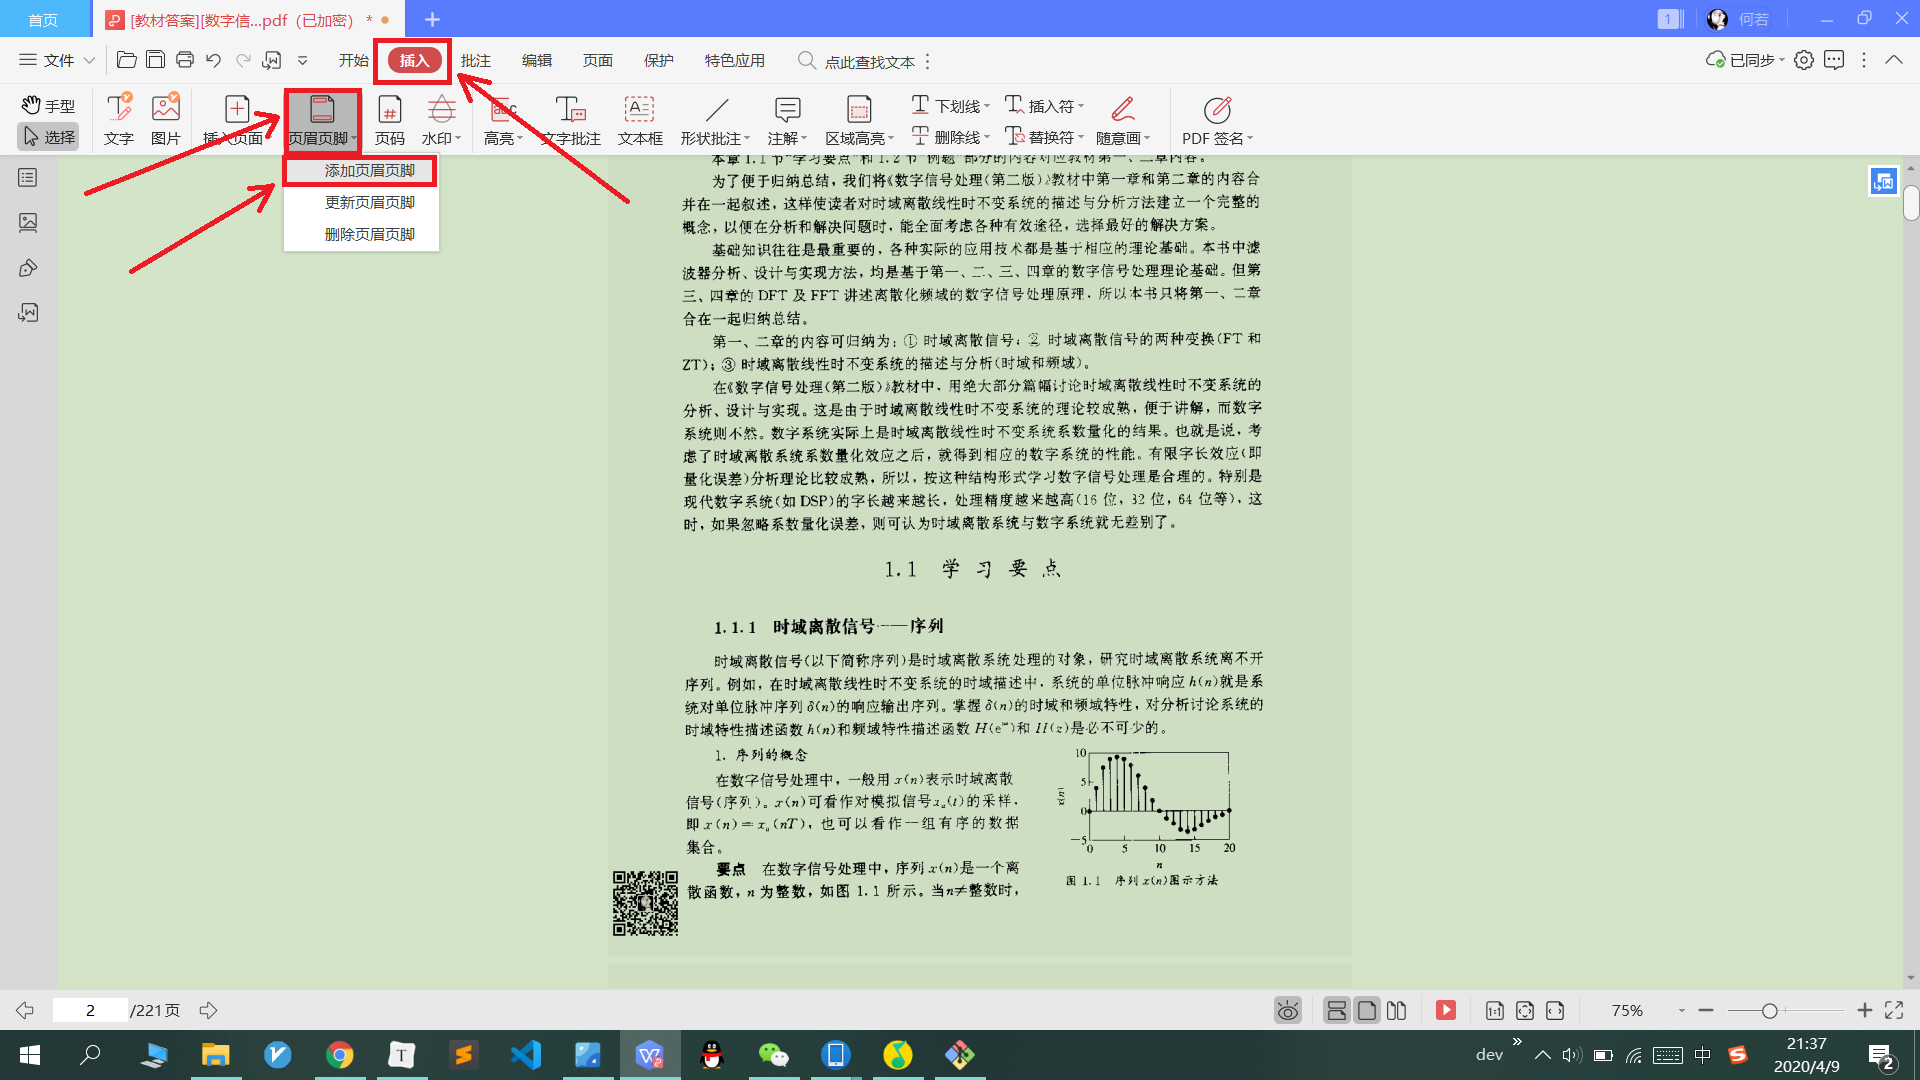 首页
[教材答案][数字信...pdf（已加密） *
1
何若
文件
开始
插入
批注
编辑
页面
保护
特色应用
点此查找文本
已同步
手型
选择
文字
图片
插入页面
页眉页脚
页码
水印
高亮
文字批注
文本框
形状批注
注解
区域高亮
下划线
删除线
插入符
替换符
随意画
PDF 签名
添加页眉页脚
更新页眉页脚
删除页眉页脚
本章 1.1 节“学习要点”和 1.2 节“例题”部分的内容对应教材第一、二章内容。
为了便于归纳总结，我们将《数字信号处理(第二版)》教材中第一章和第二章的内容合
并在一起叙述，这样使读者对时域离散线性时不变系统的描述与分析方法建立一个完整的
概念，以便在分析和解决问题时，能全面考虑各种有效途径，选择最好的解决方案。
基础知识往往是最重要的，各种实际的应用技术都是基于相应的理论基础。本书中滤
波器分析、设计与实现方法，均是基于第一、二、三、四章的数字信号处理理论基础。但第
三、四章的 DFT 及 FFT 讲述离散化频域的数字信号处理原理，所以本书只将第一、二章
合在一起归纳总结。
第一、二章的内容可归纳为：① 时域离散信号；② 时域离散信号的两种变换(FT 和
ZT)；③ 时域离散线性时不变系统的描述与分析(时域和频域)。
在《数字信号处理(第二版)》教材中，用绝大部分篇幅讨论时域离散线性时不变系统的
分析、设计与实现。这是由于时域离散线性时不变系统的理论较成熟，便于讲解，而数字
系统则不然。数字系统实际上是时域离散线性时不变系统系数量化的结果。也就是说，考
虑了时域离散系统系数量化效应之后，就得到相应的数字系统的性能。有限字长效应(即
量化误差)分析理论比较成熟，所以，按这种结构形式学习数字信号处理是合理的。特别是
现代数字系统(如 DSP)的字长越来越长，处理精度越来越高(16 位，32 位，64 位等)，这
时，如果忽略系数量化误差，则可认为时域离散系统与数字系统就无差别了。
1.1 学 习 要 点
1.1.1 时域离散信号——序列
时域离散信号(以下简称序列)是时域离散系统处理的对象，研究时域离散系统离不开
序列。例如，在时域离散线性时不变系统的时域描述中，系统的单位脉冲响应 h(n)就是系
统对单位脉冲序列 δ(n)的响应输出序列。掌握 δ(n)的时域和频域特性，对分析讨论系统的
时域特性描述函数 h(n)和频域特性描述函数 H(e^jω)和 H(z)是必不可少的。
1. 序列的概念
在数字信号处理中，一般用 x(n)表示时域离散
信号(序列)。x(n)可看作对模拟信号 xa(t)的采样，
即 x(n)=xa(nT)，也可以看作一组有序的数据
集合。
要点 在数字信号处理中，序列 x(n)是一个离
散函数，n 为整数，如图 1.1 所示。当n≠整数时，
10
5
0
−5
x(n)
0 5 10 15 20
n
图 1.1 序列 x(n)图示方法
2
/221页
1:1
75%
dev
中
21:37
2020/4/9
2